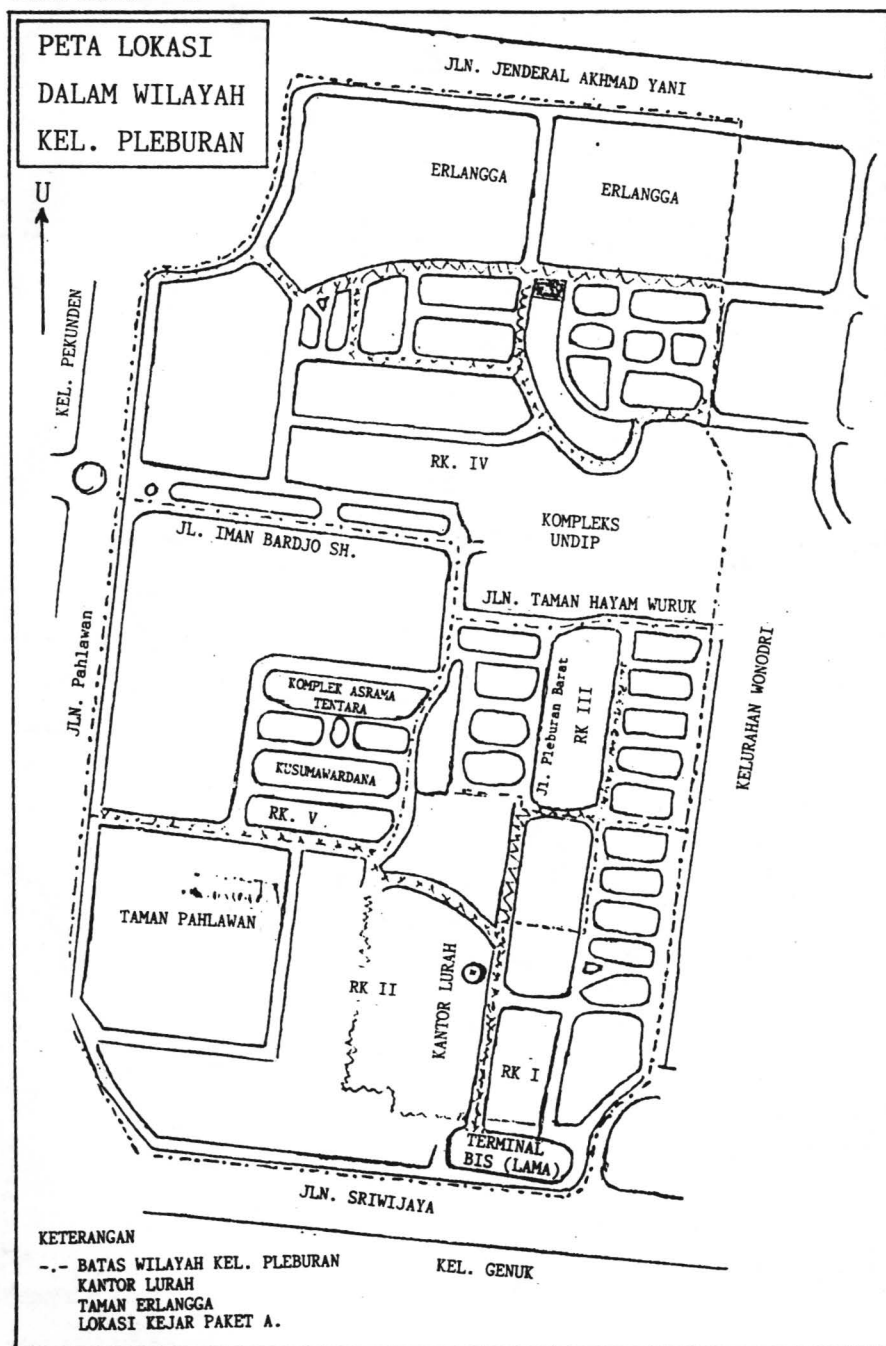 PETA LOKASI
DALAM WILAYAH
KEL. PLEBURAN
JLN. JENDERAL AKHMAD YANI
U
ERLANGGA
ERLANGGA
KEL. PEKUNDEN
RK. IV
KOMPLEKS
UNDIP
JL. IMAN BARDJO SH.
JLN. TAMAN HAYAM WURUK
JLN. Pahlawan
KOMPLEK ASRAMA
TENTARA
Jl. Pleburan Barat
RK III
KELURAHAN WONODRI
KUSUMAWARDANA
RK. V
TAMAN PAHLAWAN
RK II
KANTOR LURAH
RK I
TERMINAL
BIS (LAMA)
JLN. SRIWIJAYA
KETERANGAN
-.- BATAS WILAYAH KEL. PLEBURAN
KANTOR LURAH
TAMAN ERLANGGA
LOKASI KEJAR PAKET A.
KEL. GENUK